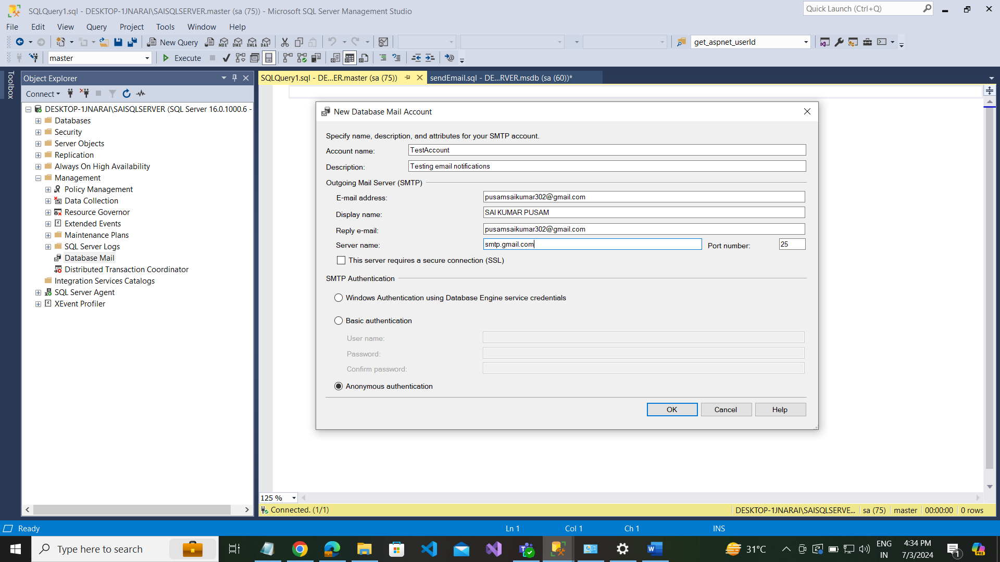 SQLQuery1.sql - DESKTOP-1JNARAI\SAISQLSERVER.master (sa (75)) - Microsoft SQL Server Management Studio
Quick Launch (Ctrl+Q)
File Edit View Query Project Tools Window Help
New Query
MDX DMX XMLA DAX
get_aspnet_userId
master
Execute
Toolbox
Object Explorer
SQLQuery1.sql - DE...ER.master (sa (75))
sendEmail.sql - DE...RVER.msdb (sa (60))*
Connect
DESKTOP-1JNARAI\SAISQLSERVER (SQL Server 16.0.1000.6 -
Databases
Security
Server Objects
Replication
Always On High Availability
Management
Policy Management
Data Collection
Resource Governor
Extended Events
Maintenance Plans
SQL Server Logs
Database Mail
Distributed Transaction Coordinator
Integration Services Catalogs
SQL Server Agent
XEvent Profiler
New Database Mail Account
Specify name, description, and attributes for your SMTP account.
Account name: TestAccount
Description: Testing email notifications
Outgoing Mail Server (SMTP)
E-mail address: pusamsaikumar302@gmail.com
Display name: SAI KUMAR PUSAM
Reply e-mail: pusamsaikumar302@gmail.com
Server name: smtp.gmail.com Port number: 25
This server requires a secure connection (SSL)
SMTP Authentication
Windows Authentication using Database Engine service credentials
Basic authentication
User name:
Password:
Confirm password:
Anonymous authentication
OK Cancel Help
125 %
Connected. (1/1)
DESKTOP-1JNARAI\SAISQLSERVE... sa (75) master 00:00:00 0 rows
Ready Ln 1 Col 1 Ch 1 INS
Type here to search
31°C
ENG
IN
4:34 PM
7/3/2024
1
PRE